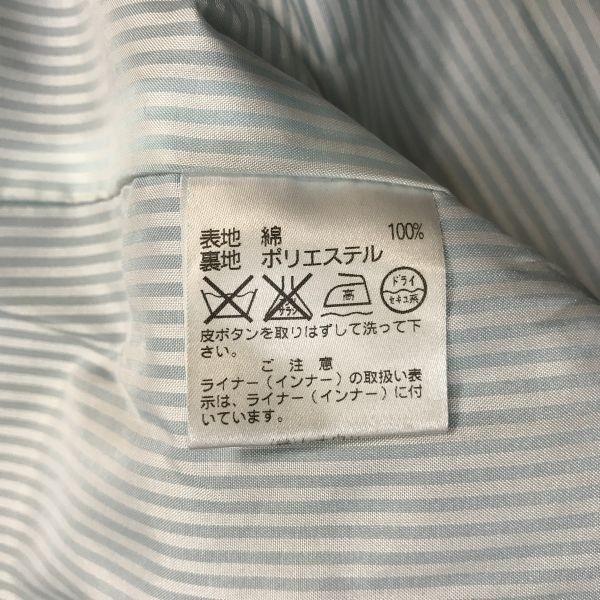 表地 綿 100%
裏地 ポリエステル
高
ドライ
セキユ系
皮ボタンを取りはずして洗って下
さい。
ご注意
ライナー(インナー)の取扱い表
示は、ライナー(インナー)に付
いています。